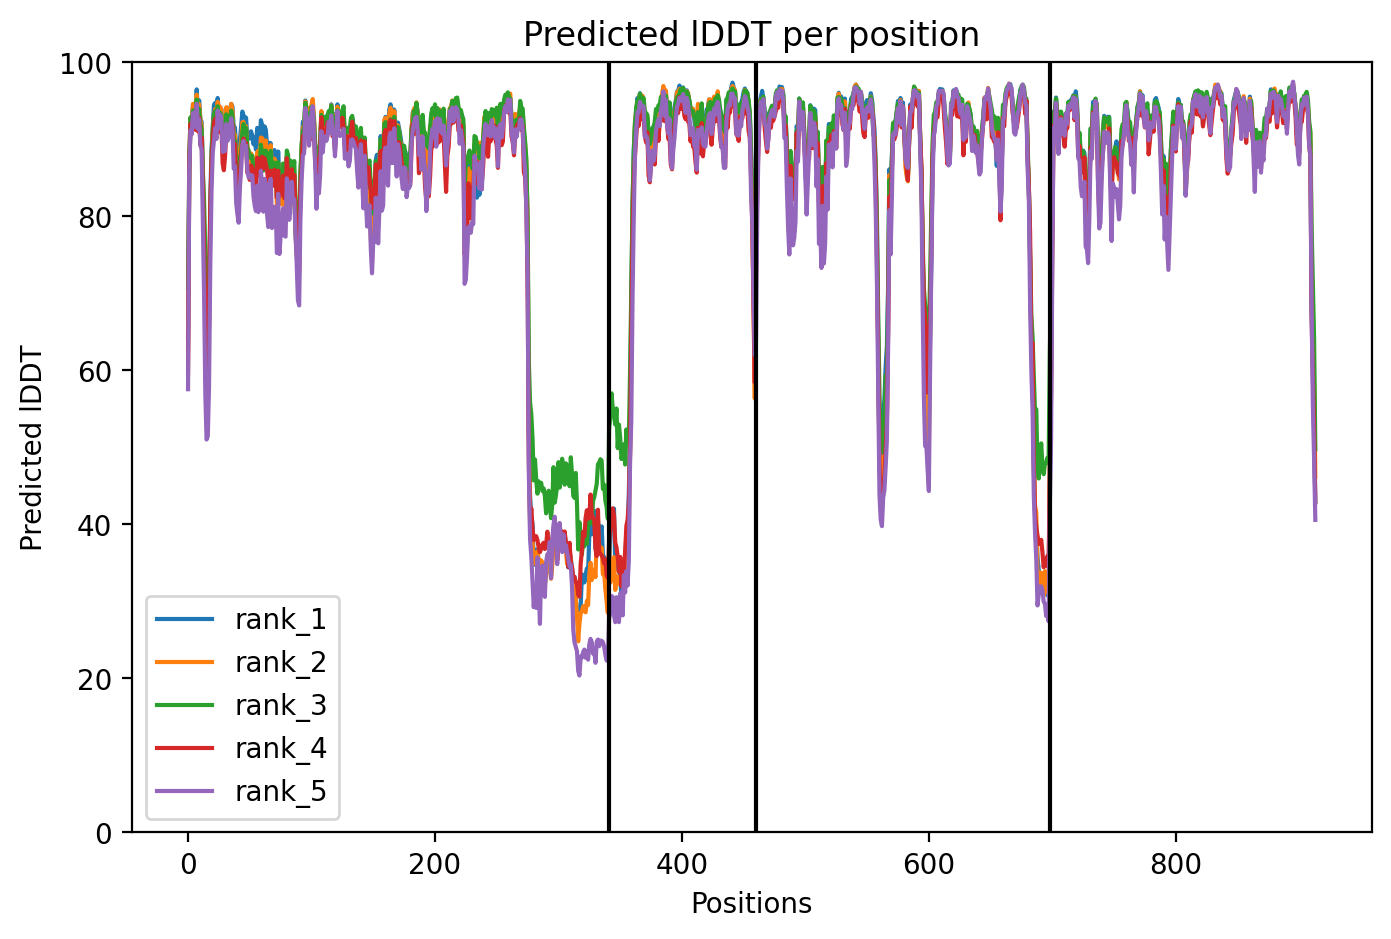 Predicted lDDT per position
100
80
60
40
20
0
Predicted lDDT
0 200 400 600 800
Positions
rank_1
rank_2
rank_3
rank_4
rank_5